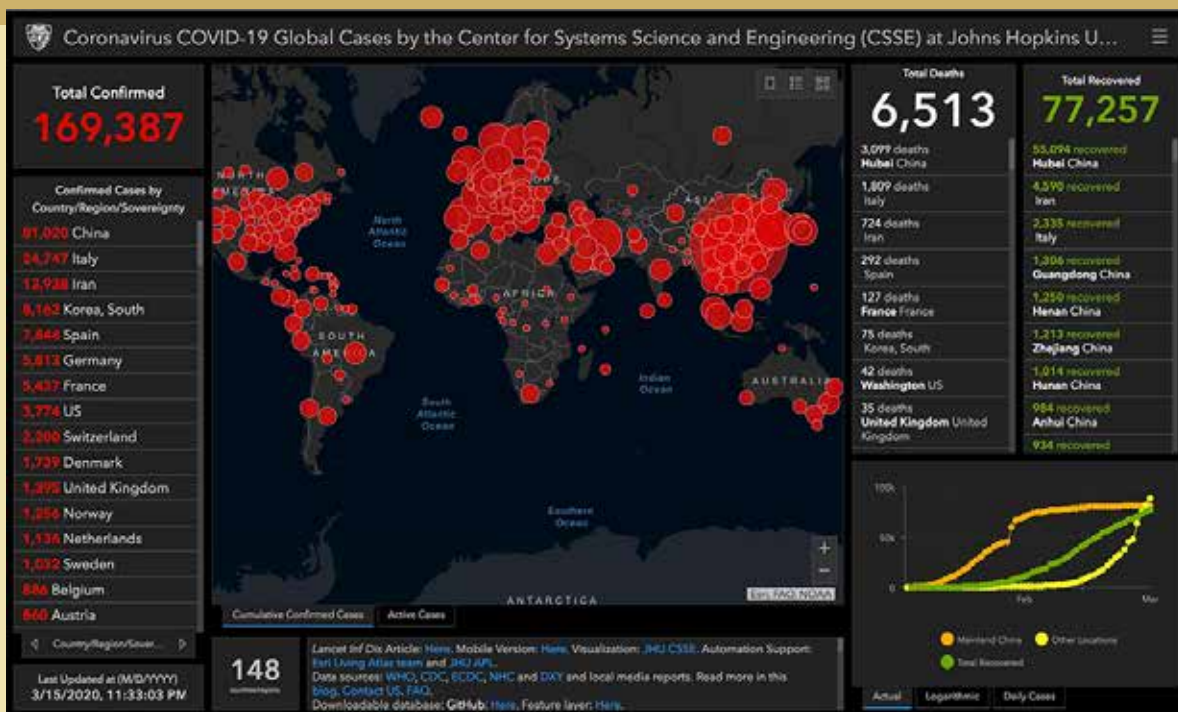 Coronavirus COVID-19 Global Cases by the Center for Systems Science and Engineering (CSSE) at Johns Hopkins U...
Total Confirmed
169,387
Confirmed Cases by
Country/Region/Sovereignty
81,020 China
24,747 Italy
13,938 Iran
8,162 Korea, South
Spain
5,813 Germany
5,437 France
3,774 US
2,200 Switzerland
1,739 Denmark
1,395 United Kingdom
1,256 Norway
1,136 Netherlands
1,032 Sweden
886 Belgium
860 Austria
Country/Region/Sover...
Last Updated at (M/D/YYYY)
3/15/2020, 11:33:03 PM
NORTH
AMERICA
North
Atlantic
Ocean
ASIA
AFRICA
SOUTH
AMERICA
Indian
Ocean
AUSTRALIA
South
Atlantic
Ocean
Southern
Ocean
ANTARCTICA
+
−
Esri, FAO, NOAA
Cumulative Confirmed Cases
Active Cases
148
Lancet Inf Dis Article: Here. Mobile Version: Here. Visualization: JHU CSSE. Automation Support:
Esri Living Atlas team and JHU APL.
Data sources: WHO, CDC, ECDC, NHC and DXY and local media reports. Read more in this
blog. Contact US. FAQ.
Downloadable database: GitHub: Here. Feature layer: Here.
Total Deaths
6,513
3,099 deaths
Hubei China
1,809 deaths
Italy
724 deaths
Iran
292 deaths
Spain
127 deaths
France France
75 deaths
Korea, South
42 deaths
Washington US
35 deaths
United Kingdom United
Kingdom
Total Recovered
77,257
55,094 recovered
Hubei China
4,590 recovered
Iran
2,335 recovered
Italy
1,306 recovered
Guangdong China
1,250 recovered
Henan China
1,213 recovered
Zhejiang China
1,014 recovered
Hunan China
984 recovered
Anhui China
934 recovered
100k
50k
0
Feb
Mar
Mainland China
Other Locations
Total Recovered
Actual
Logarithmic
Daily Cases